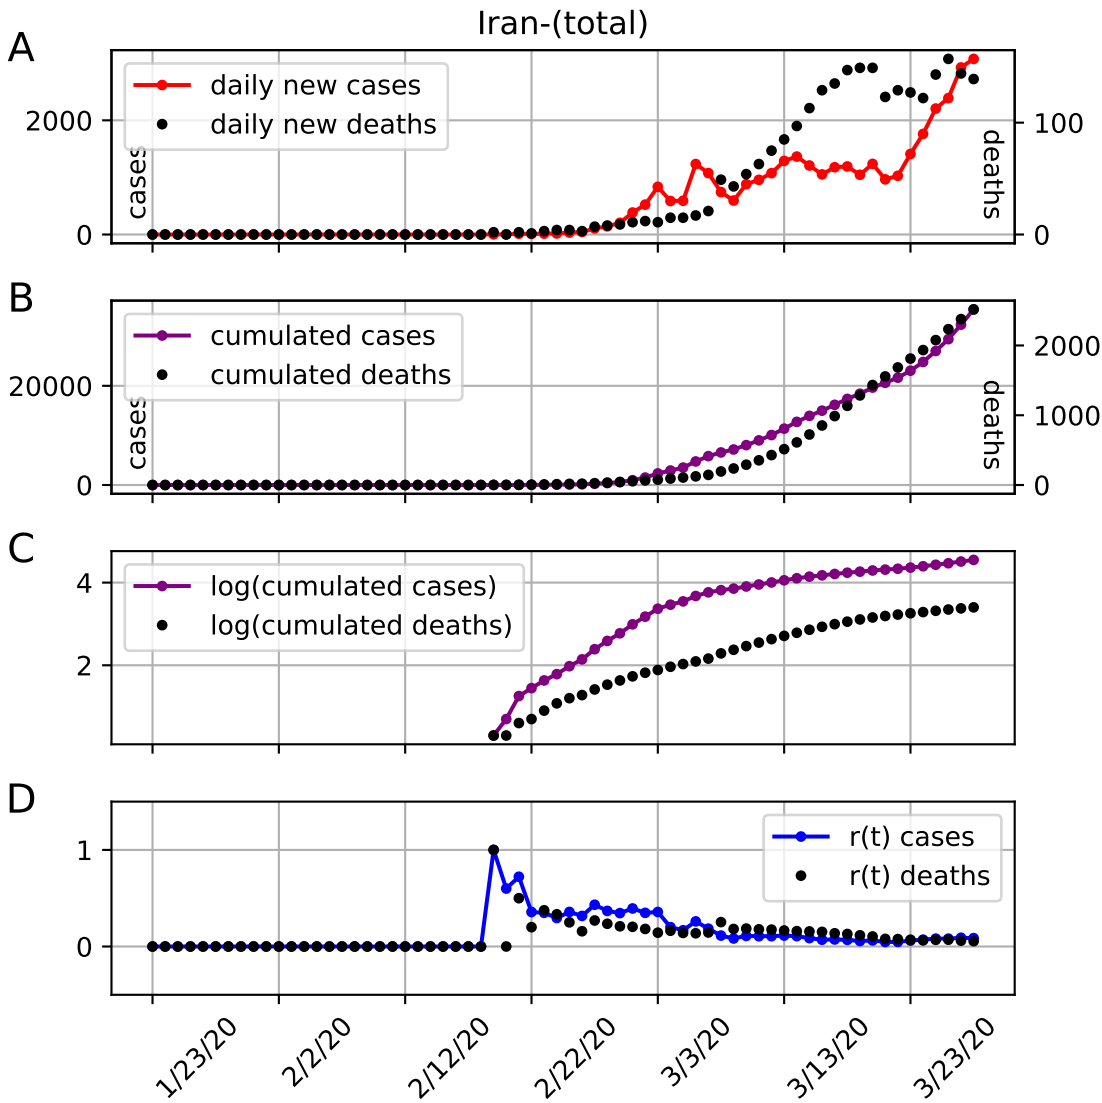 Iran-(total)
A
daily new cases
daily new deaths
2000
0
cases
100
0
deaths
B
cumulated cases
cumulated deaths
20000
0
cases
2000
1000
0
deaths
C
log(cumulated cases)
log(cumulated deaths)
4
2
D
r(t) cases
r(t) deaths
1
0
1/23/20
2/2/20
2/12/20
2/22/20
3/3/20
3/13/20
3/23/20